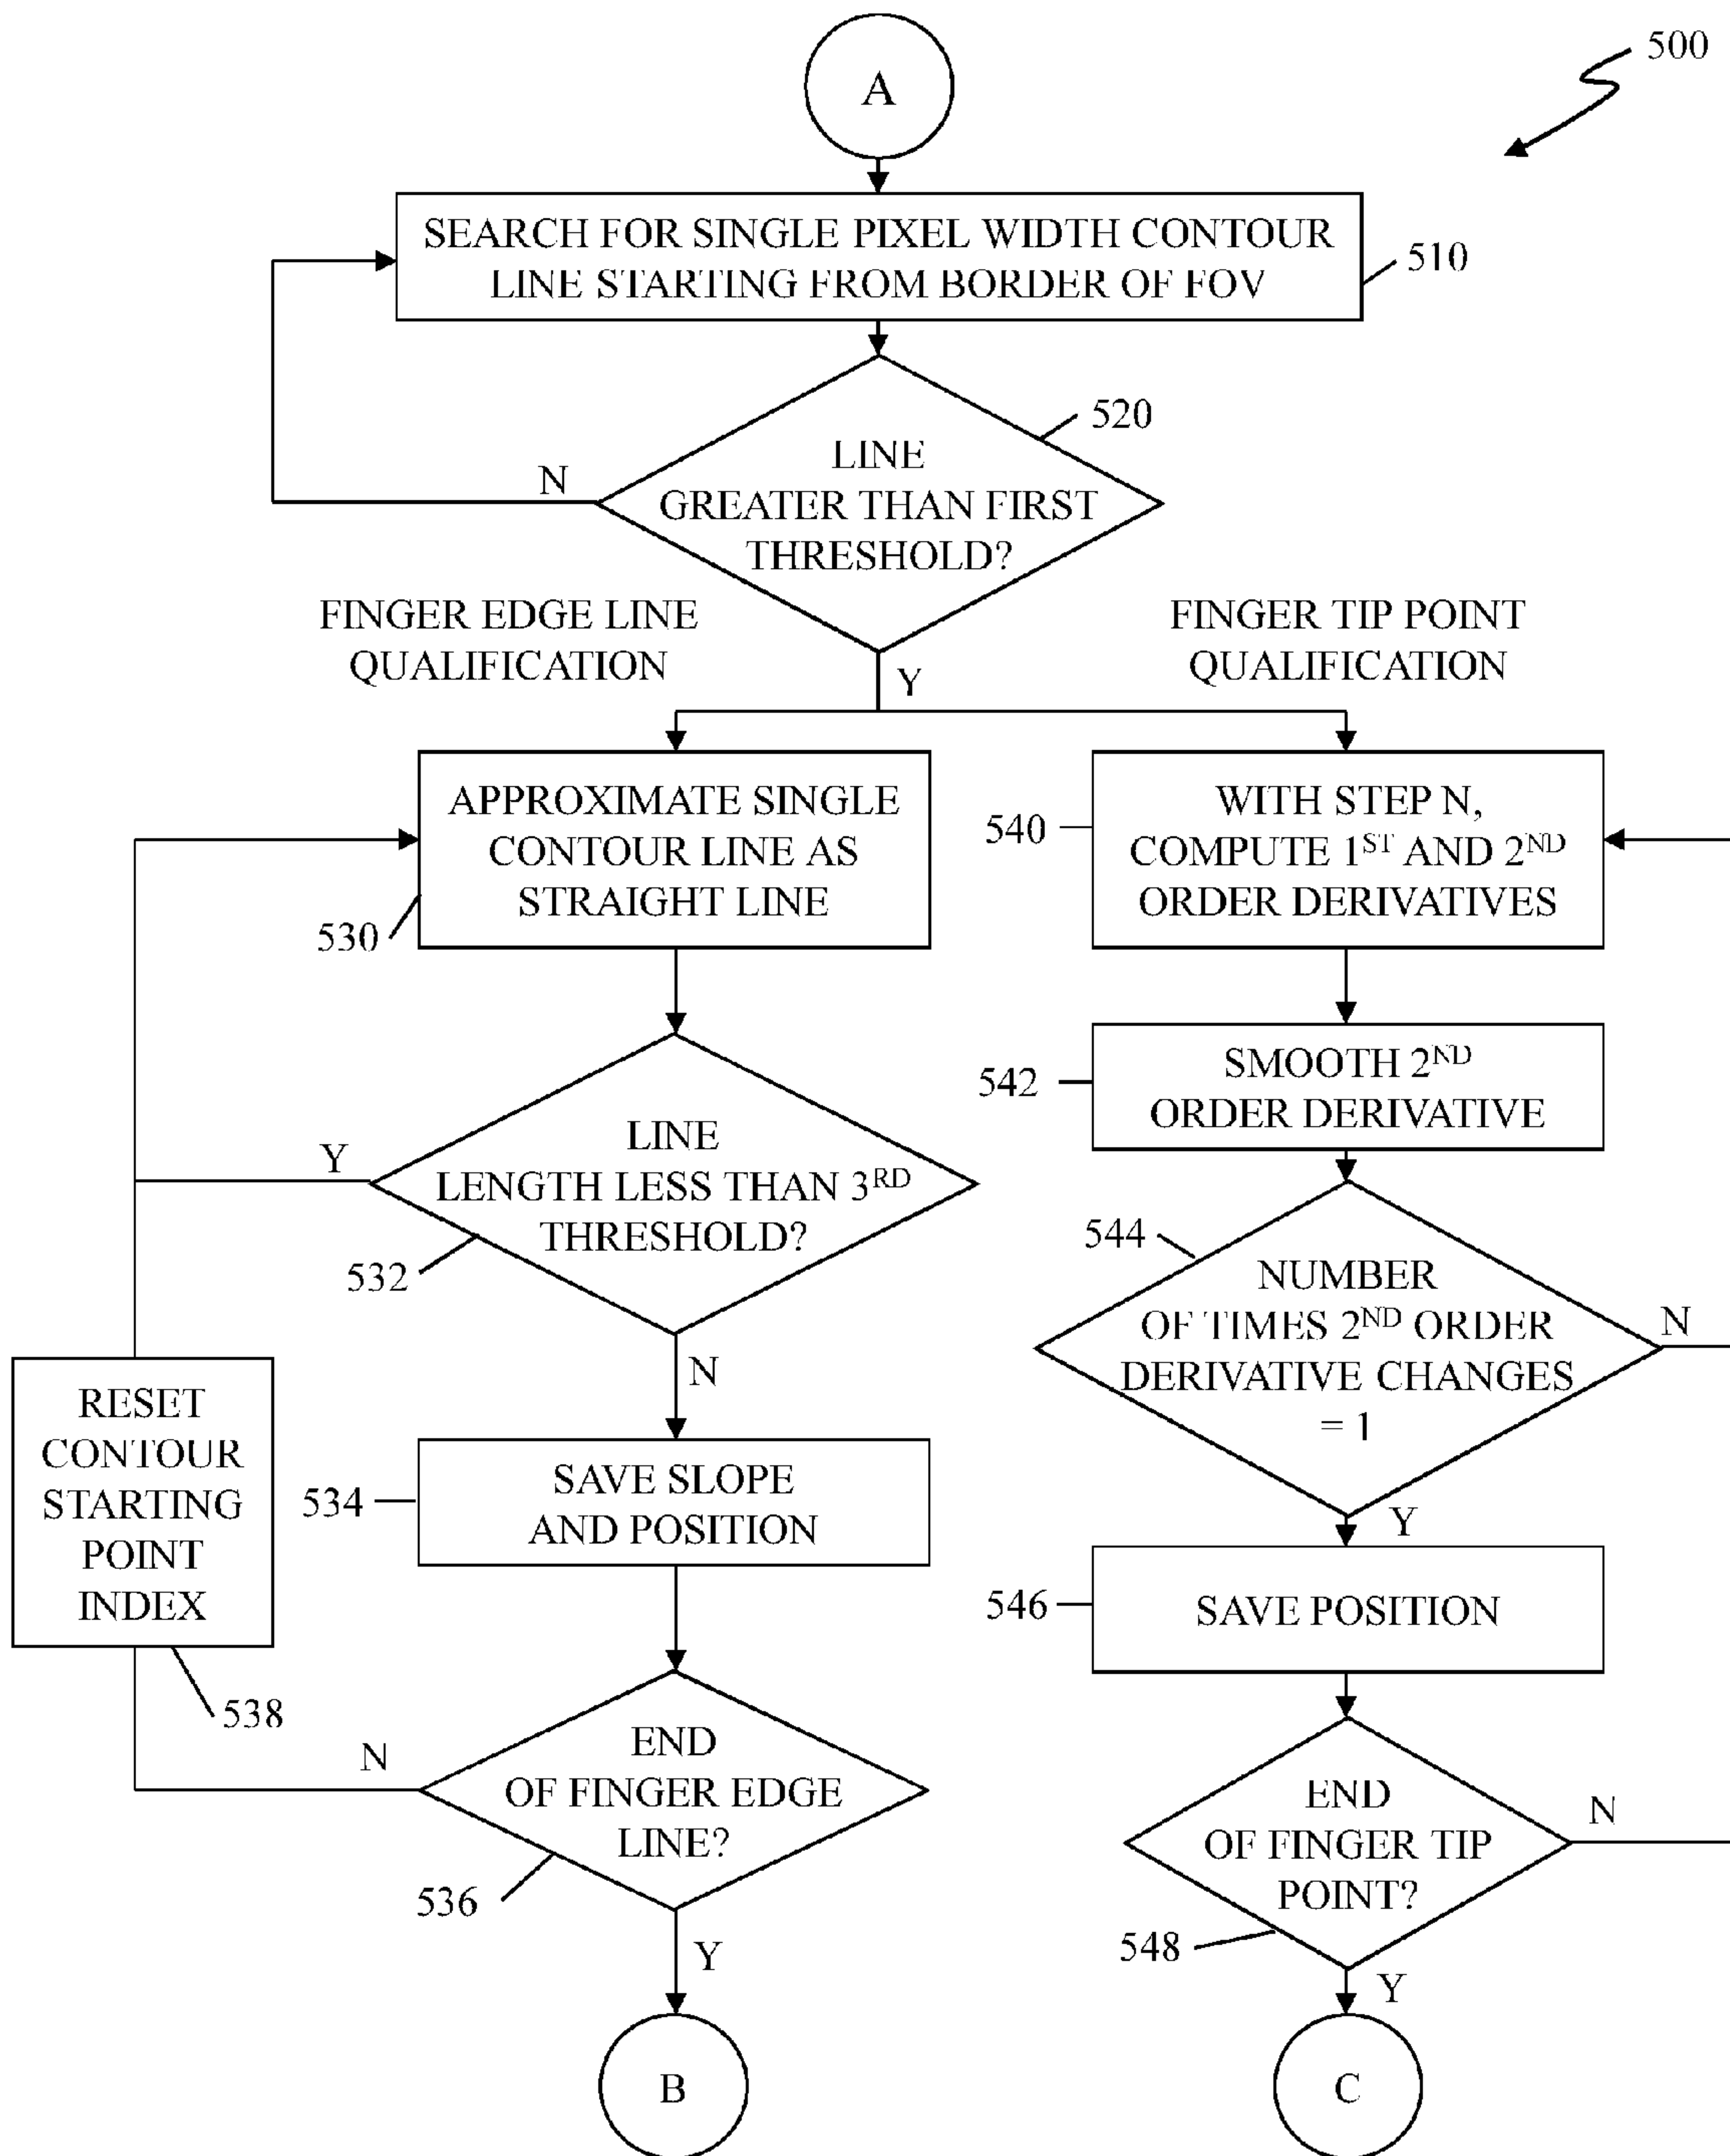 500
A
SEARCH FOR SINGLE PIXEL WIDTH CONTOUR
LINE STARTING FROM BORDER OF FOV
510
520
LINE
GREATER THAN FIRST
THRESHOLD?
N
Y
FINGER EDGE LINE
QUALIFICATION
FINGER TIP POINT
QUALIFICATION
APPROXIMATE SINGLE
CONTOUR LINE AS
STRAIGHT LINE
530
LINE
LENGTH LESS THAN 3RD
THRESHOLD?
Y
532
N
SAVE SLOPE
AND POSITION
534
END
OF FINGER EDGE
LINE?
536
N
RESET
CONTOUR
STARTING
POINT
INDEX
538
Y
B
WITH STEP N,
COMPUTE 1ST AND 2ND
ORDER DERIVATIVES
540
SMOOTH 2ND
ORDER DERIVATIVE
542
544
NUMBER
OF TIMES 2ND ORDER
DERIVATIVE CHANGES
= 1
N
Y
SAVE POSITION
546
END
OF FINGER TIP
POINT?
N
548
Y
C